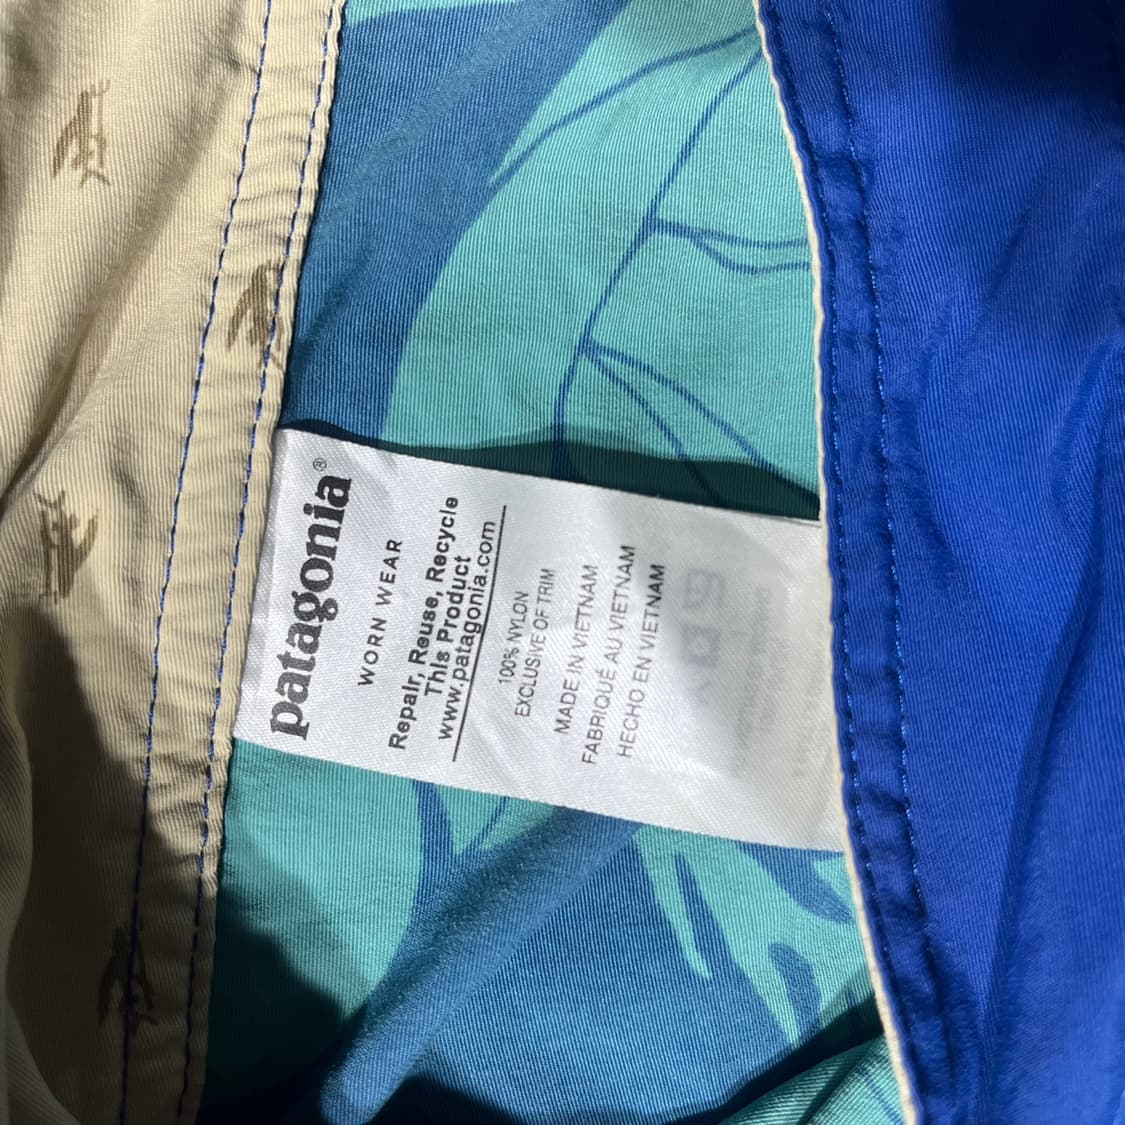 patagonia®
WORN WEAR
Repair, Reuse, Recycle
This Product
www.patagonia.com
100% NYLON
EXCLUSIVE OF TRIM
MADE IN VIETNAM
FABRIQUÉ AU VIETNAM
HECHO EN VIETNAM